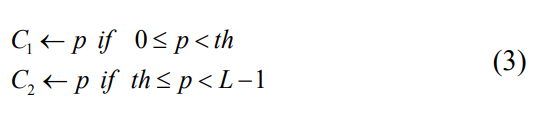 C₁ ← p if 0 ≤ p < th
C₂ ← p if th ≤ p < L − 1
(3)